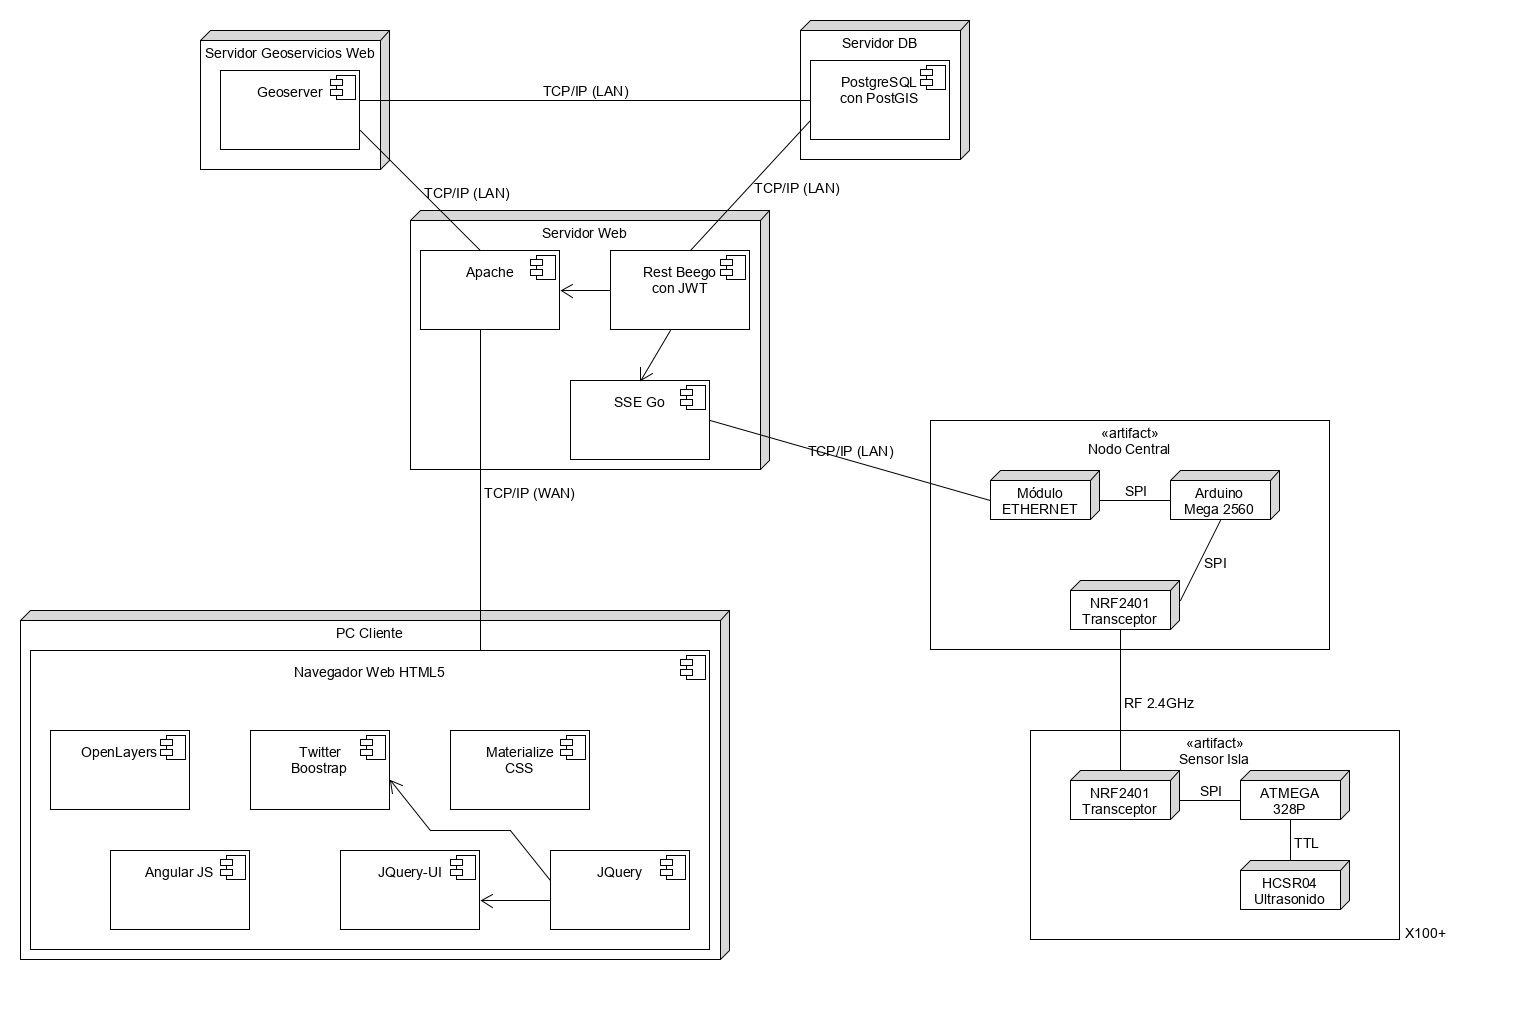 Servidor Geoservicios Web
Geoserver
TCP/IP (LAN)
Servidor DB
PostgreSQL
con PostGIS
TCP/IP (LAN)
TCP/IP (LAN)
Servidor Web
Apache
Rest Beego
con JWT
SSE Go
TCP/IP (LAN)
TCP/IP (WAN)
«artifact»
Nodo Central
Módulo
ETHERNET
SPI
Arduino
Mega 2560
SPI
NRF2401
Transceptor
RF 2.4GHz
«artifact»
Sensor Isla
NRF2401
Transceptor
SPI
ATMEGA
328P
TTL
HCSR04
Ultrasonido
X100+
PC Cliente
Navegador Web HTML5
OpenLayers
Twitter
Boostrap
Materialize
CSS
Angular JS
JQuery-UI
JQuery